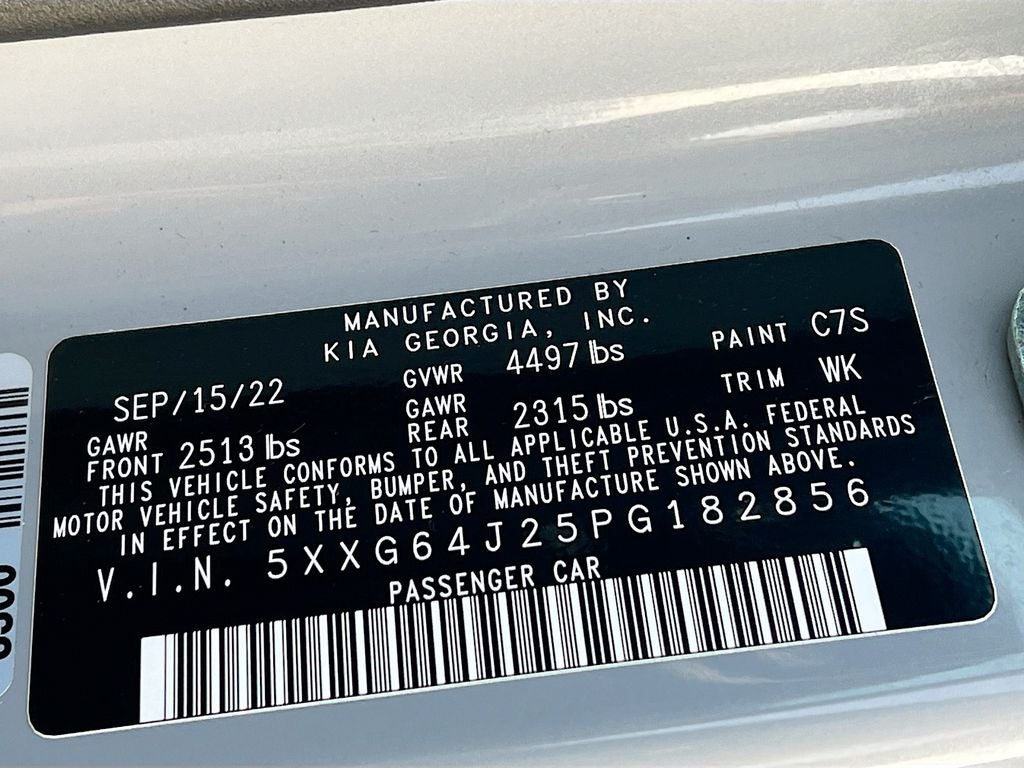 MANUFACTURED BY
KIA GEORGIA, INC.
SEP/15/22 GVWR 4497 lbs PAINT C7S
GAWR FRONT 2513 lbs GAWR REAR 2315 lbs TRIM WK
THIS VEHICLE CONFORMS TO ALL APPLICABLE U.S.A. FEDERAL
MOTOR VEHICLE SAFETY, BUMPER, AND THEFT PREVENTION STANDARDS
IN EFFECT ON THE DATE OF MANUFACTURE SHOWN ABOVE.
V.I.N. 5XXG64J25PG182856
PASSENGER CAR